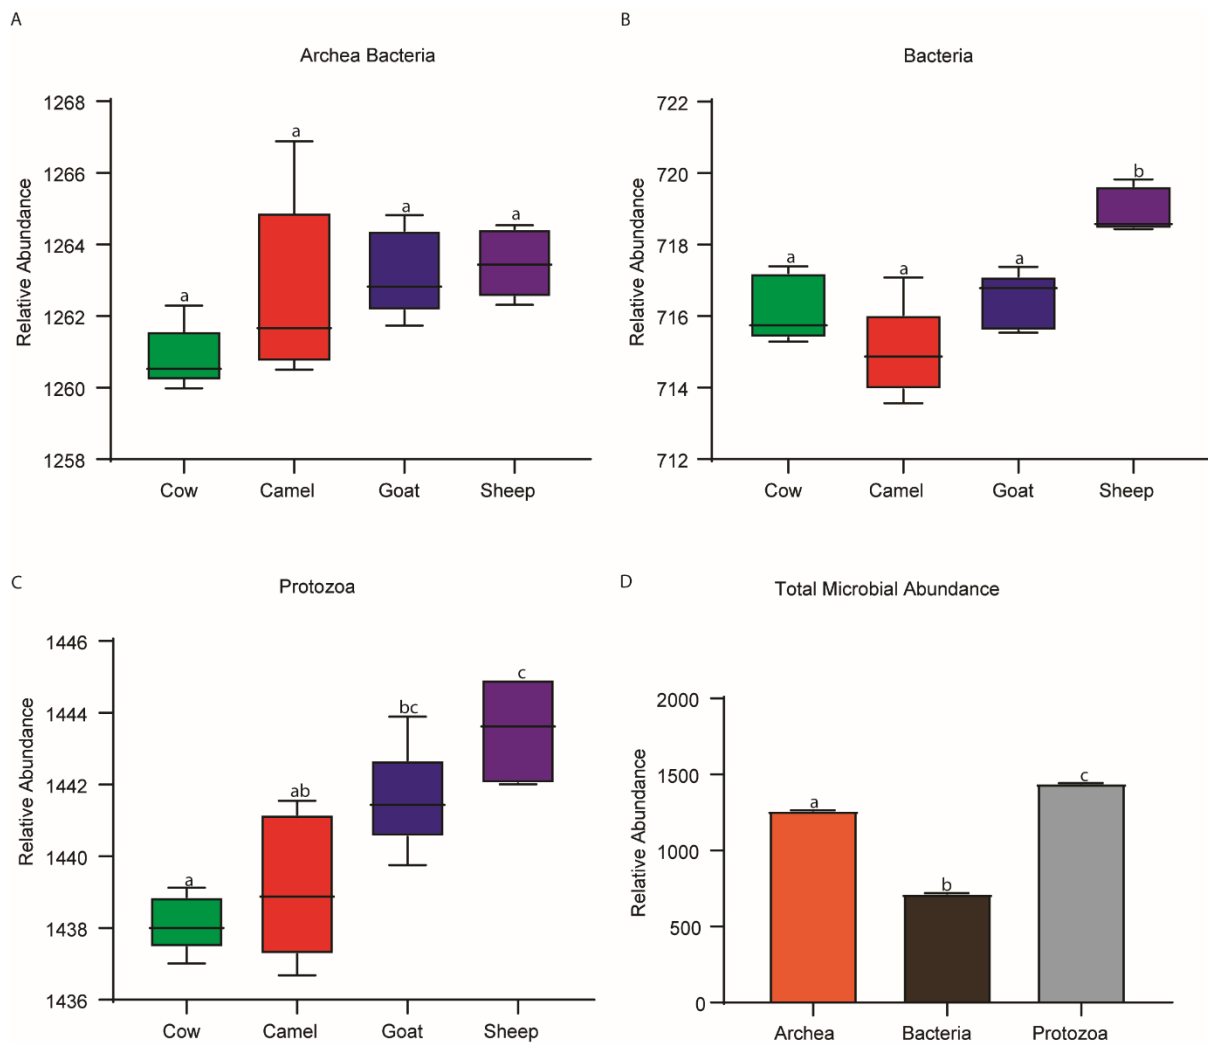 A
Archea Bacteria
Relative Abundance
1268
1266
1264
1262
1260
1258
a
a
a
a
Cow
Camel
Goat
Sheep
B
Bacteria
Relative Abundance
722
720
718
716
714
712
a
a
a
b
Cow
Camel
Goat
Sheep
C
Protozoa
Relative Abundance
1446
1444
1442
1440
1438
1436
a
ab
bc
c
Cow
Camel
Goat
Sheep
D
Total Microbial Abundance
Relative Abundance
2000
1500
1000
500
0
a
b
c
Archea
Bacteria
Protozoa